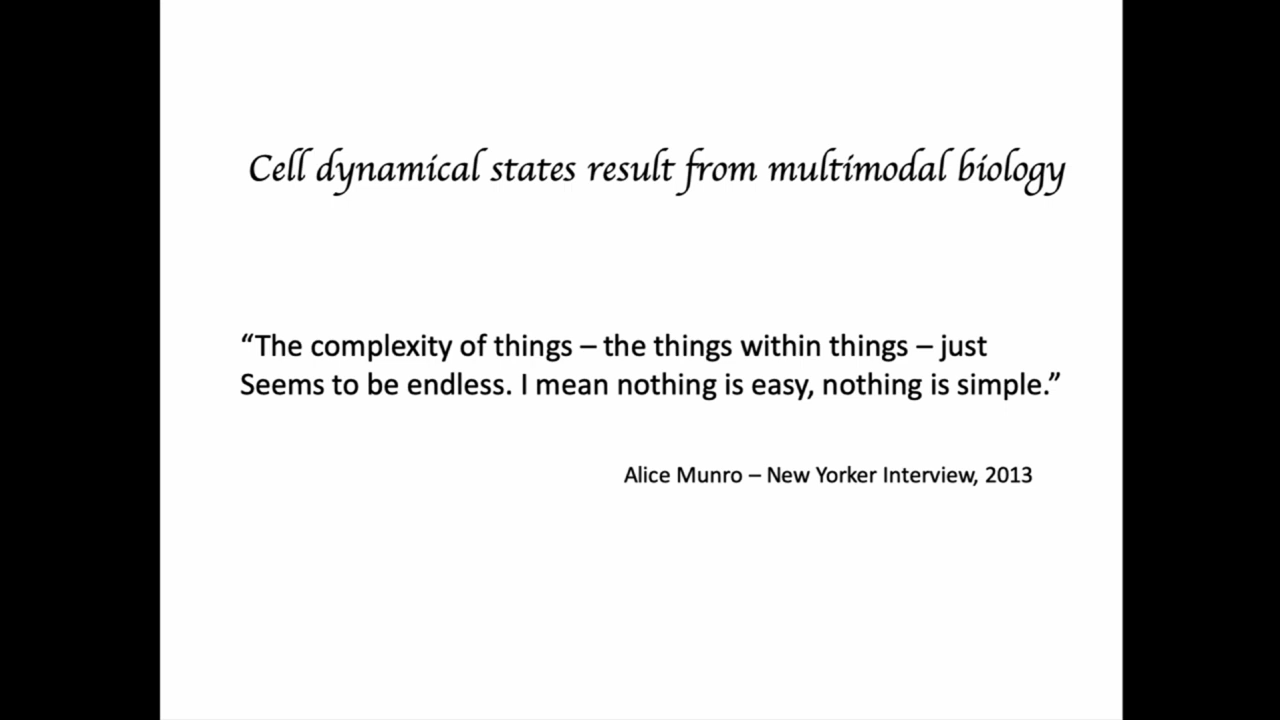 Cell dynamical states result from multimodal biology
“The complexity of things – the things within things – just
Seems to be endless. I mean nothing is easy, nothing is simple.”
Alice Munro – New Yorker Interview, 2013